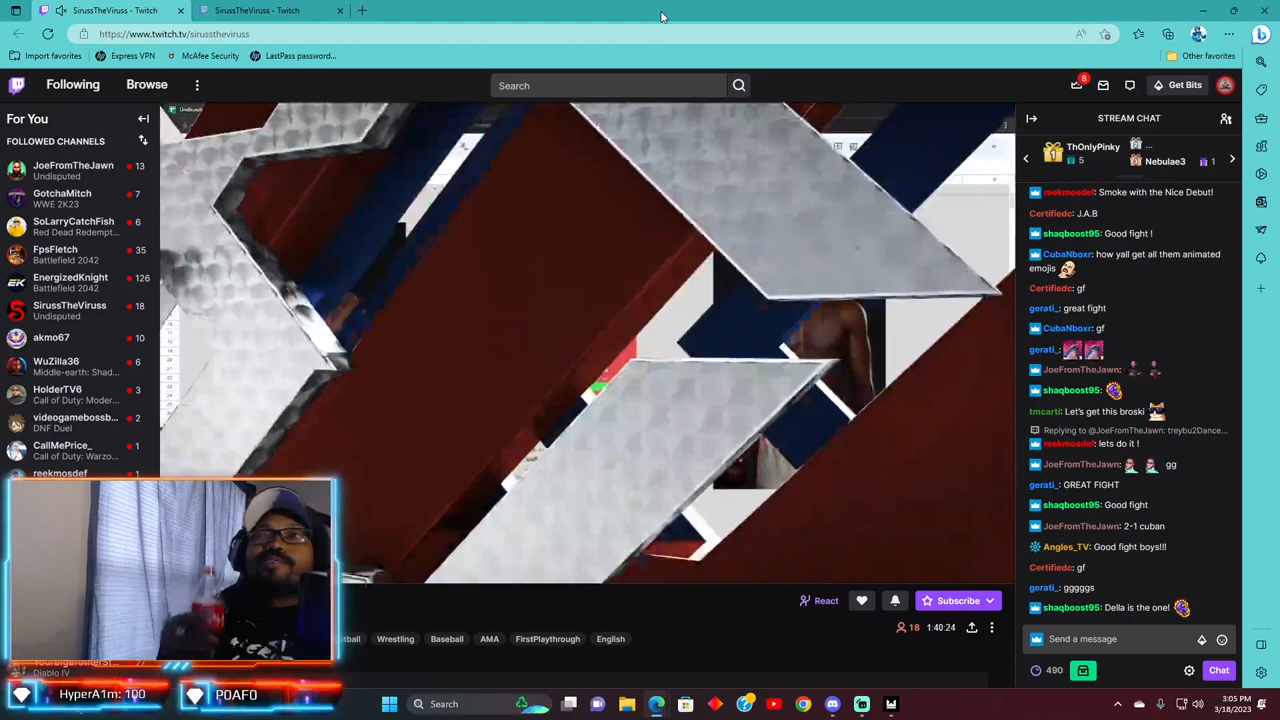 SirussTheViruss - Twitch
SirussTheViruss - Twitch
https://www.twitch.tv/sirusstheviruss
Import favorites
Express VPN
McAfee Security
LastPass password...
Other favorites
Following
Browse
Search
8
Get Bits
For You
STREAM CHAT
FOLLOWED CHANNELS
ThOnlyPinky
5
...
Nebulae3
1
JoeFromTheJawn
13
Undisputed
GotchaMitch
7
WWE 2K23
SoLarryCatchFish
6
Red Dead Redempt...
FpsFletch
35
Battlefield 2042
EnergizedKnight
126
Battlefield 2042
SirussTheViruss
18
Undisputed
akmo67
10
WuZilla36
6
Middle-earth: Shad...
HolderTV6
3
Call of Duty: Moder...
videogamebossb...
2
DNF Duel
CallMePrice_
1
Call of Duty: Warzo...
reekmosdef
1
reekmosdef: Smoke with the Nice Debut!
Certifiedc: J.A.B
shaqboost95: Good fight !
CubaNboxr: how yall get all them animated
emojis
Certifiedc: gf
gerati_: great fight
CubaNboxr: gf
gerati_:
JoeFromTheJawn:
shaqboost95:
tmcarti: Let's get this broski
Replying to @JoeFromTheJawn: treybu2Dance...
reekmosdef: lets do it !
JoeFromTheJawn: gg
gerati_: GREAT FIGHT
shaqboost95: Good fight
JoeFromTheJawn: 2-1 cuban
Angles_TV: Good fight boys!!!
Certifiedc: gf
gerati_: gggggs
shaqboost95: Della is the one!
React
Subscribe
18
1:40:24
Wrestling
Baseball
AMA
FirstPlaythrough
English
Send a message
490
Chat
Diablo IV
HyperA1m: 100
P0AF0
Search
3:05 PM
3/18/2023